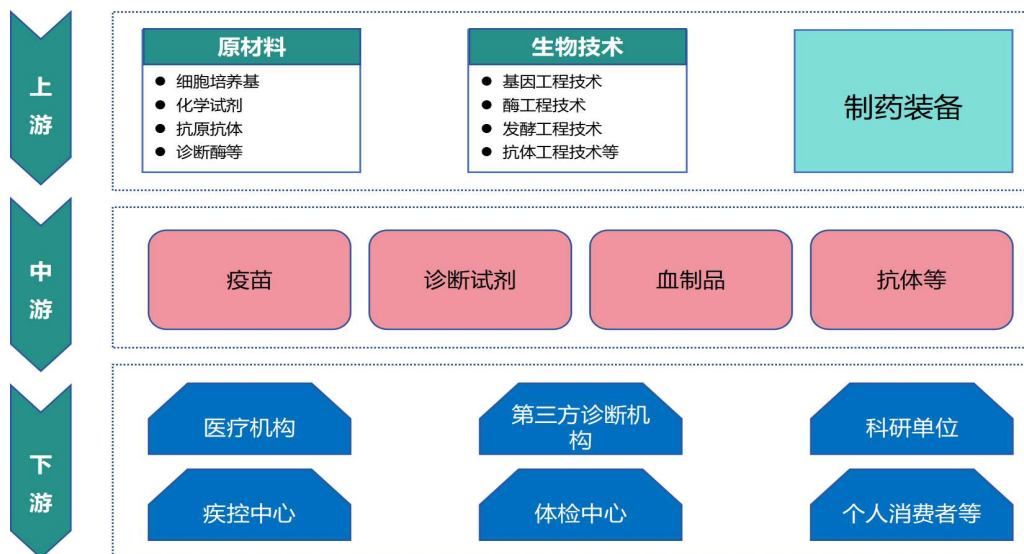 上
游
原材料
● 细胞培养基
● 化学试剂
● 抗原抗体
● 诊断酶等
生物技术
● 基因工程技术
● 酶工程技术
● 发酵工程技术
● 抗体工程技术等
制药装备
中
游
疫苗
诊断试剂
血制品
抗体等
下
游
医疗机构
第三方诊断机
构
科研单位
疾控中心
体检中心
个人消费者等